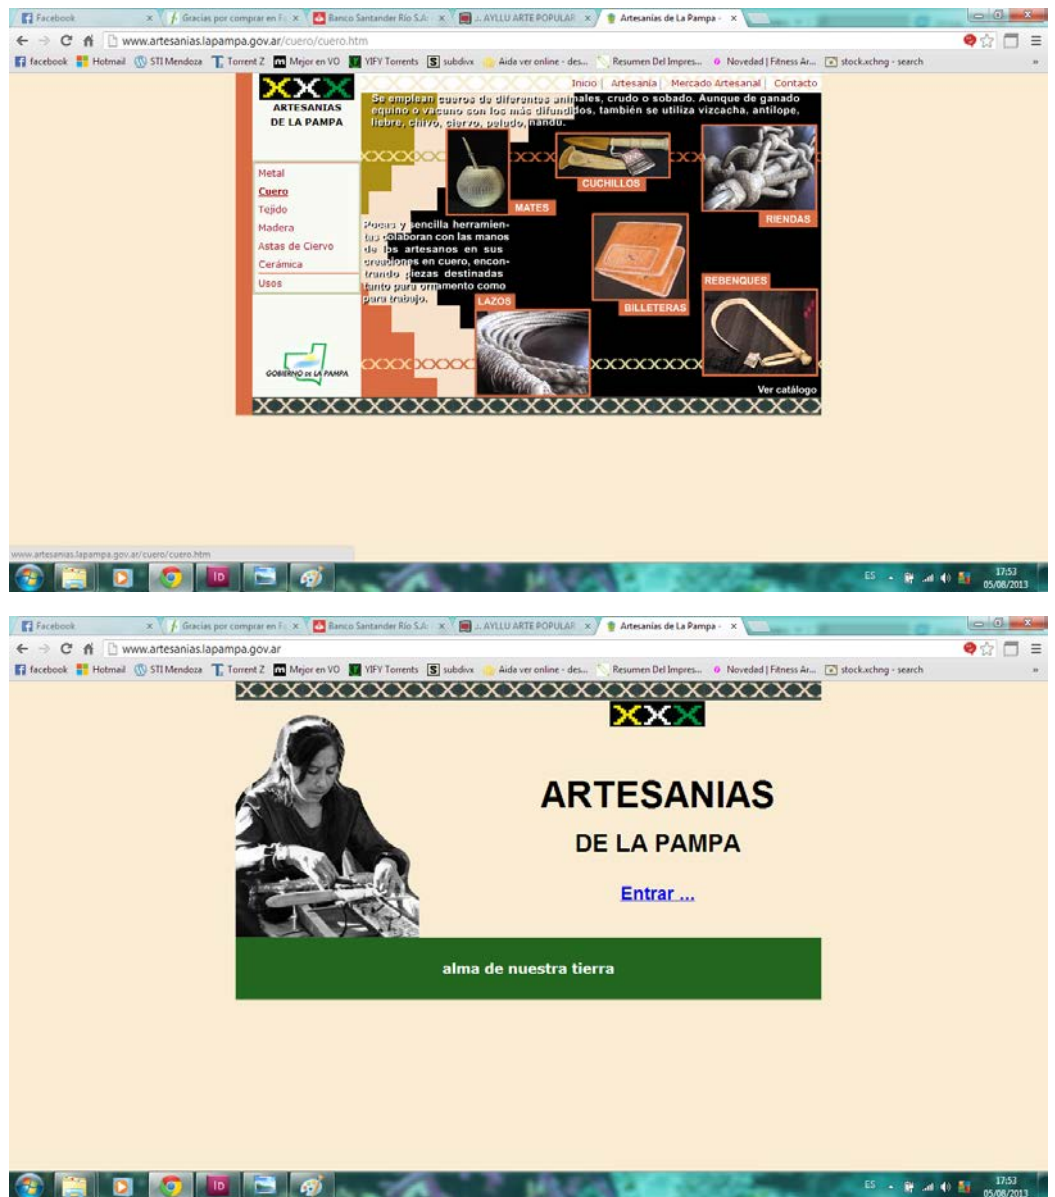 Facebook
Gracias por comprar en F
Banco Santander Río S.A.
.:. AYLLU ARTE POPULAR
Artesanías de La Pampa -
www.artesanias.lapampa.gov.ar/cuero/cuero.htm
facebook Hotmail STI Mendoza Torrent Z Mejor en VO YIFY Torrents subdivx Aida ver online - des... Resumen Del Impres... Novedad | Fitness Ar... stock.xchng - search »
XXX
Inicio | Artesanía | Mercado Artesanal | Contacto
ARTESANIAS
DE LA PAMPA
Se emplean cueros de diferentes animales, crudo o sobado. Aunque de ganado
equino o vacuno son los más difundidos, también se utiliza vizcacha, antílope,
liebre, chivo, ciervo, peludo, ñandu.
Metal
Cuero
Tejido
Madera
Astas de Ciervo
Cerámica
Usos
GOBIERNO DE LA PAMPA
MATES
CUCHILLOS
RIENDAS
Pocas y sencilla herramien-
tas colaboran con las manos
de los artesanos en sus
creaciones en cuero, encon-
trando piezas destinadas
tanto para ornamento como
para trabajo.
LAZOS
BILLETERAS
REBENQUES
Ver catálogo
www.artesanias.lapampa.gov.ar/cuero/cuero.htm
ID
ES
17:53
05/08/2013
Facebook
Gracias por comprar en F
Banco Santander Río S.A.
.:. AYLLU ARTE POPULAR
Artesanías de La Pampa -
www.artesanias.lapampa.gov.ar
facebook Hotmail STI Mendoza Torrent Z Mejor en VO YIFY Torrents subdivx Aida ver online - des... Resumen Del Impres... Novedad | Fitness Ar... stock.xchng - search »
XXX
ARTESANIAS
DE LA PAMPA
Entrar ...
alma de nuestra tierra
ID
ES
17:53
05/08/2013